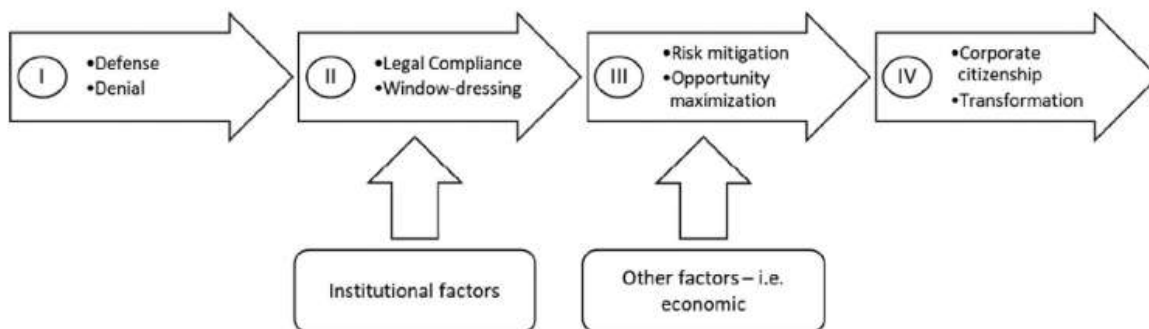 I
•Defense
•Denial
II
•Legal Compliance
•Window-dressing
III
•Risk mitigation
•Opportunity
maximization
IV
•Corporate
citizenship
•Transformation
Institutional factors
Other factors – i.e.
economic